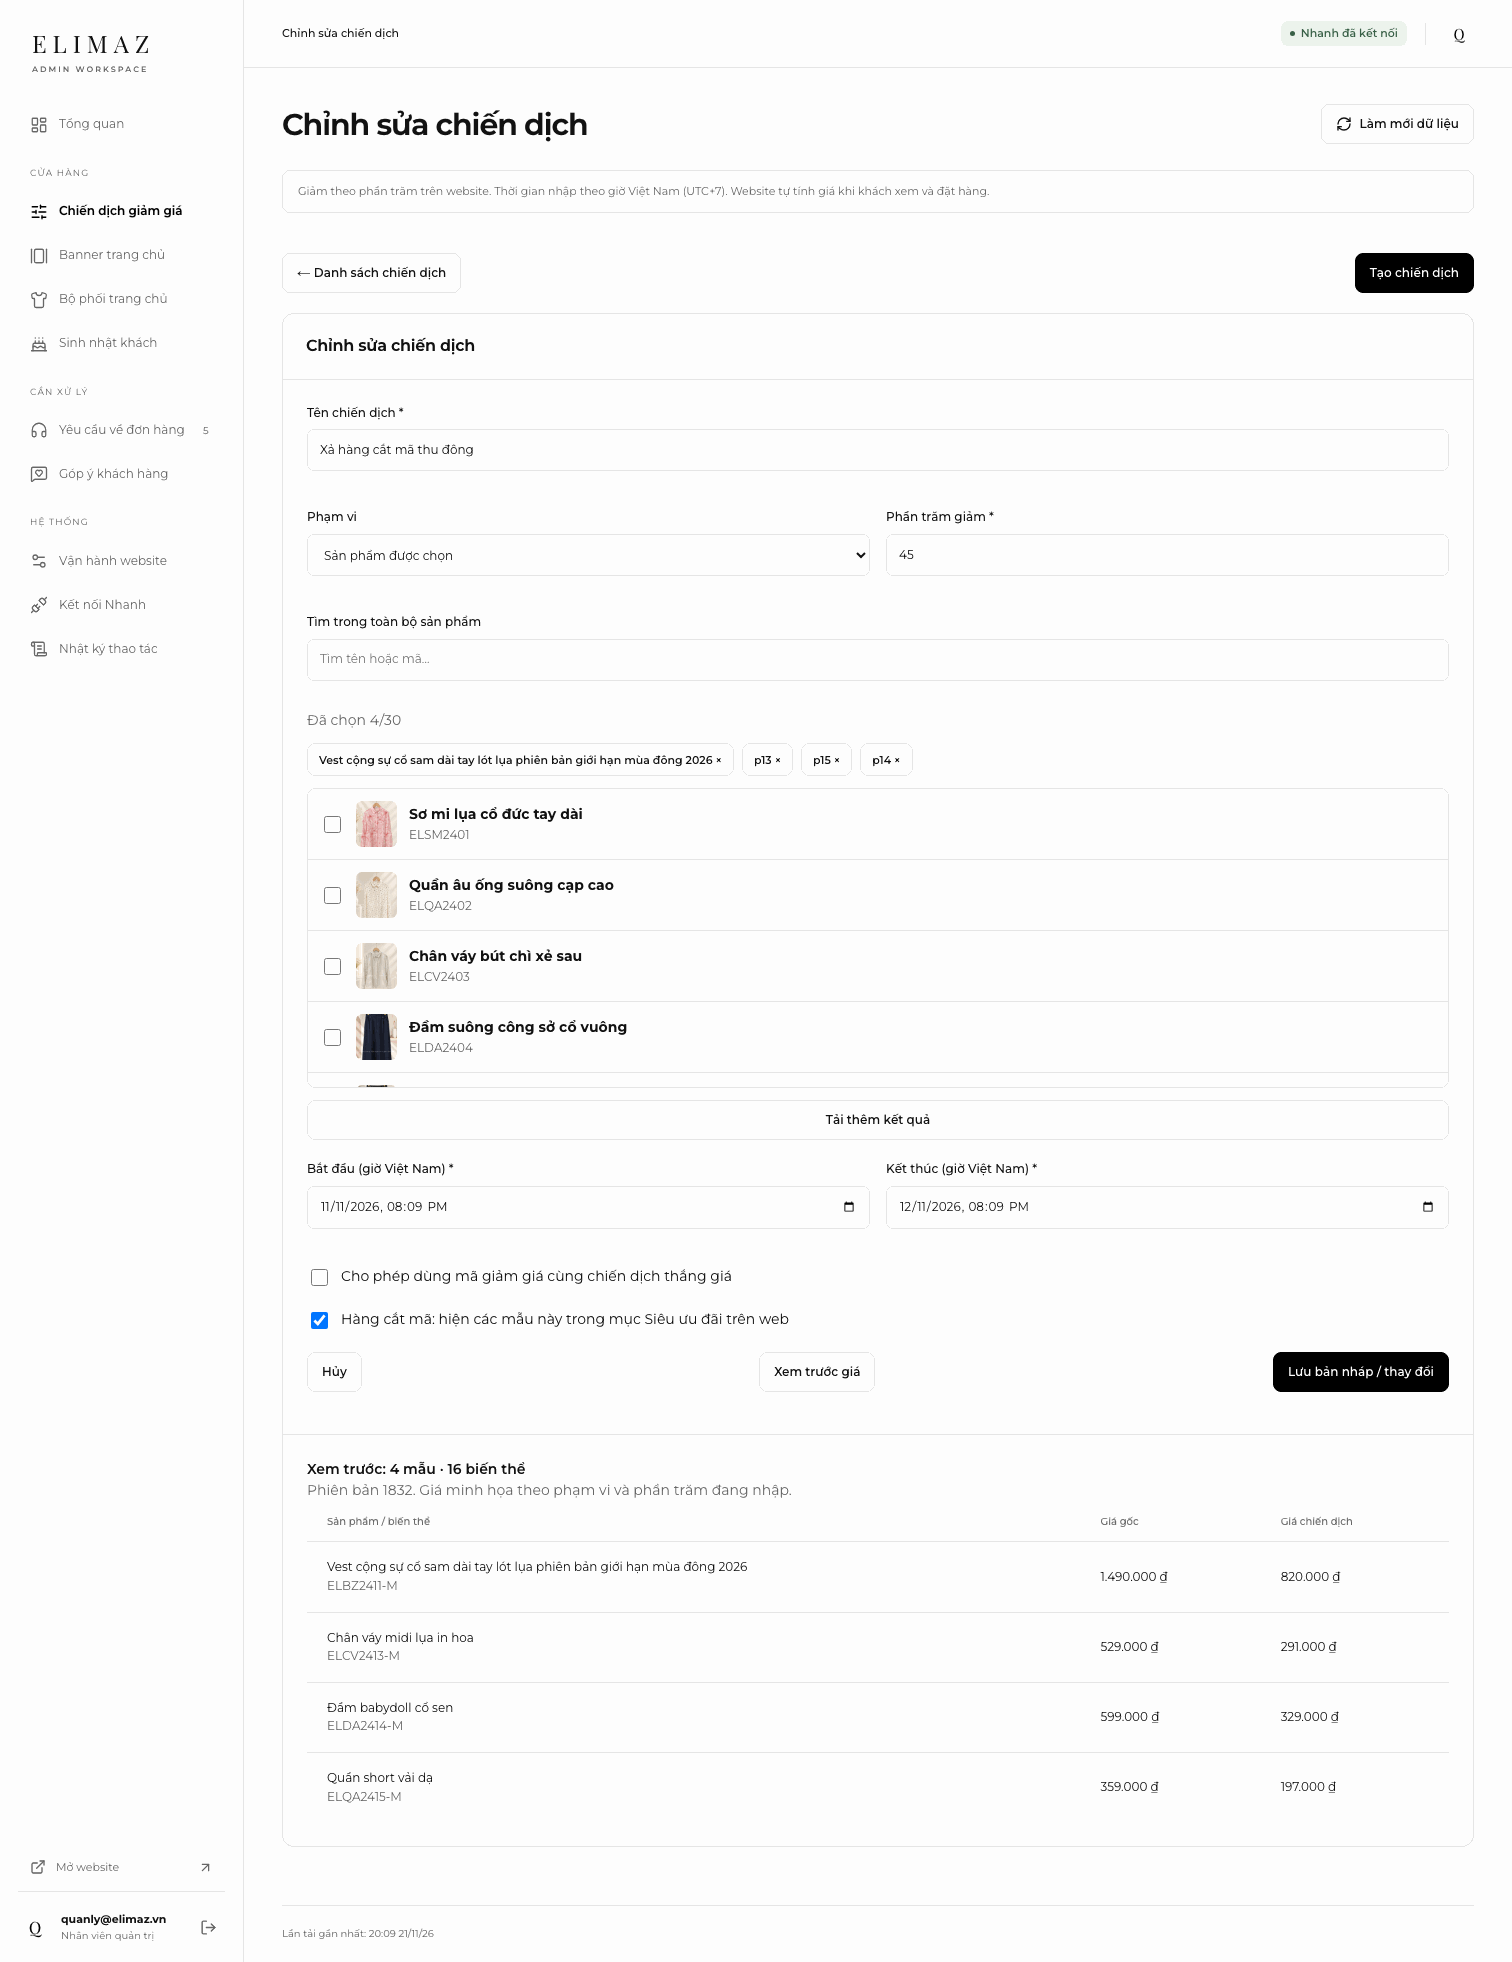 ELIMAZ
ADMIN WORKSPACE
Tổng quan
CỬA HÀNG
Chiến dịch giảm giá
Banner trang chủ
Bộ phối trang chủ
Sinh nhật khách
CẦN XỬ LÝ
Yêu cầu về đơn hàng 5
Góp ý khách hàng
HỆ THỐNG
Vận hành website
Kết nối Nhanh
Nhật ký thao tác
Mở website
Q quanly@elimaz.vn
Nhân viên quản trị
Chỉnh sửa chiến dịch
Nhanh đã kết nối
Q
Chỉnh sửa chiến dịch
Làm mới dữ liệu
Giảm theo phần trăm trên website. Thời gian nhập theo giờ Việt Nam (UTC+7). Website tự tính giá khi khách xem và đặt hàng.
← Danh sách chiến dịch
Tạo chiến dịch
Chỉnh sửa chiến dịch
Tên chiến dịch *
Xả hàng cắt mã thu đông
Phạm vi
Phần trăm giảm *
Sản phẩm được chọn
45
Tìm trong toàn bộ sản phẩm
Tìm tên hoặc mã…
Đã chọn 4/30
Vest cộng sự cổ sam dài tay lót lụa phiên bản giới hạn mùa đông 2026 ×
p13 ×
p15 ×
p14 ×
Sơ mi lụa cổ đức tay dài
ELSM2401
Quần âu ống suông cạp cao
ELQA2402
Chân váy bút chì xẻ sau
ELCV2403
Đầm suông công sở cổ vuông
ELDA2404
Tải thêm kết quả
Bắt đầu (giờ Việt Nam) *
Kết thúc (giờ Việt Nam) *
11/11/2026, 08:09 PM
12/11/2026, 08:09 PM
Cho phép dùng mã giảm giá cùng chiến dịch thắng giá
Hàng cắt mã: hiện các mẫu này trong mục Siêu ưu đãi trên web
Hủy
Xem trước giá
Lưu bản nháp / thay đổi
Xem trước: 4 mẫu · 16 biến thể
Phiên bản 1832. Giá minh họa theo phạm vi và phần trăm đang nhập.
Sản phẩm / biến thể Giá gốc Giá chiến dịch
Vest cộng sự cổ sam dài tay lót lụa phiên bản giới hạn mùa đông 2026
ELBZ2411-M
1.490.000 ₫ 820.000 ₫
Chân váy midi lụa in hoa
ELCV2413-M
529.000 ₫ 291.000 ₫
Đầm babydoll cổ sen
ELDA2414-M
599.000 ₫ 329.000 ₫
Quần short vải dạ
ELQA2415-M
359.000 ₫ 197.000 ₫
Lần tải gần nhất: 20:09 21/11/26